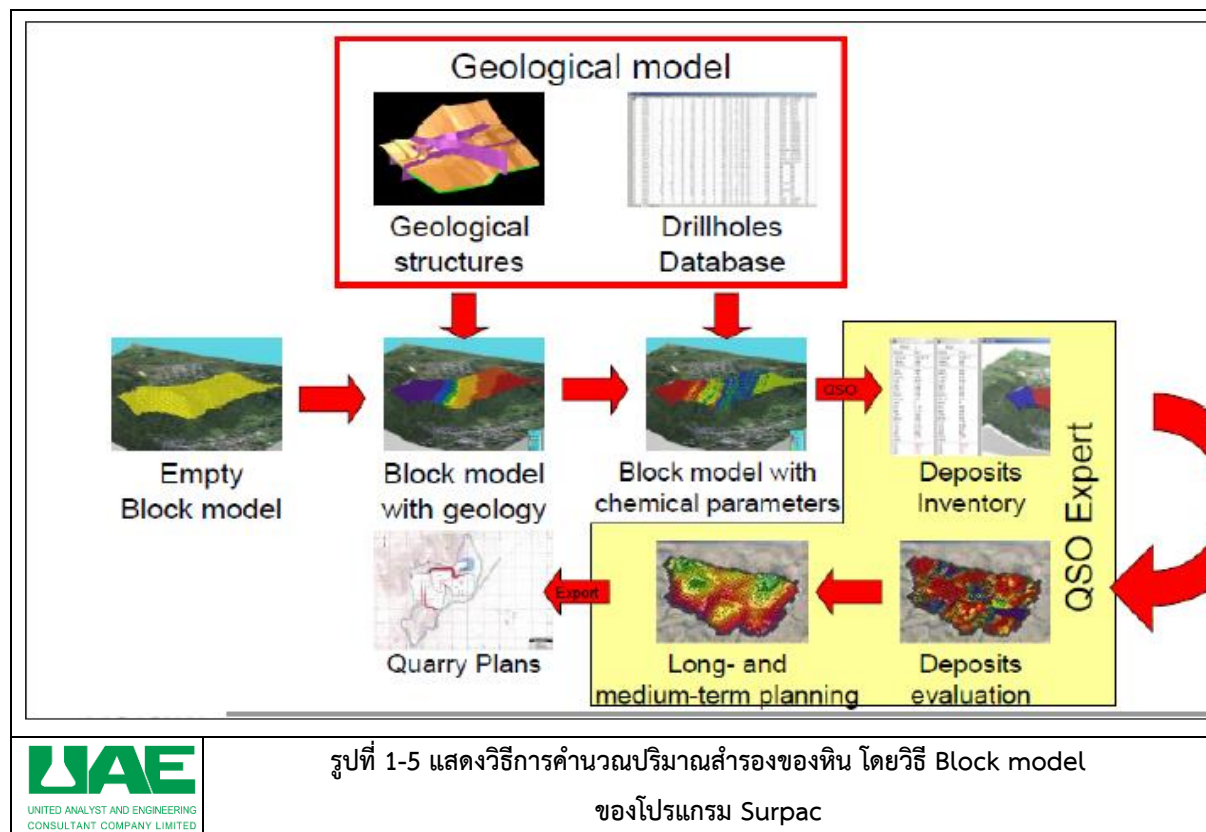 Geological model
Geological
structures
Drillholes
Database
Empty
Block model
Block model
with geology
Block model with
chemical parameters
QSO
Deposits
Inventory
QSO Expert
Deposits
evaluation
Long- and
medium-term planning
Export
Quarry Plans
UAE
UNITED ANALYST AND ENGINEERING
CONSULTANT COMPANY LIMITED
รูปที่ 1-5 แสดงวิธีการคำนวณปริมาณสำรองของหิน โดยวิธี Block model
ของโปรแกรม Surpac